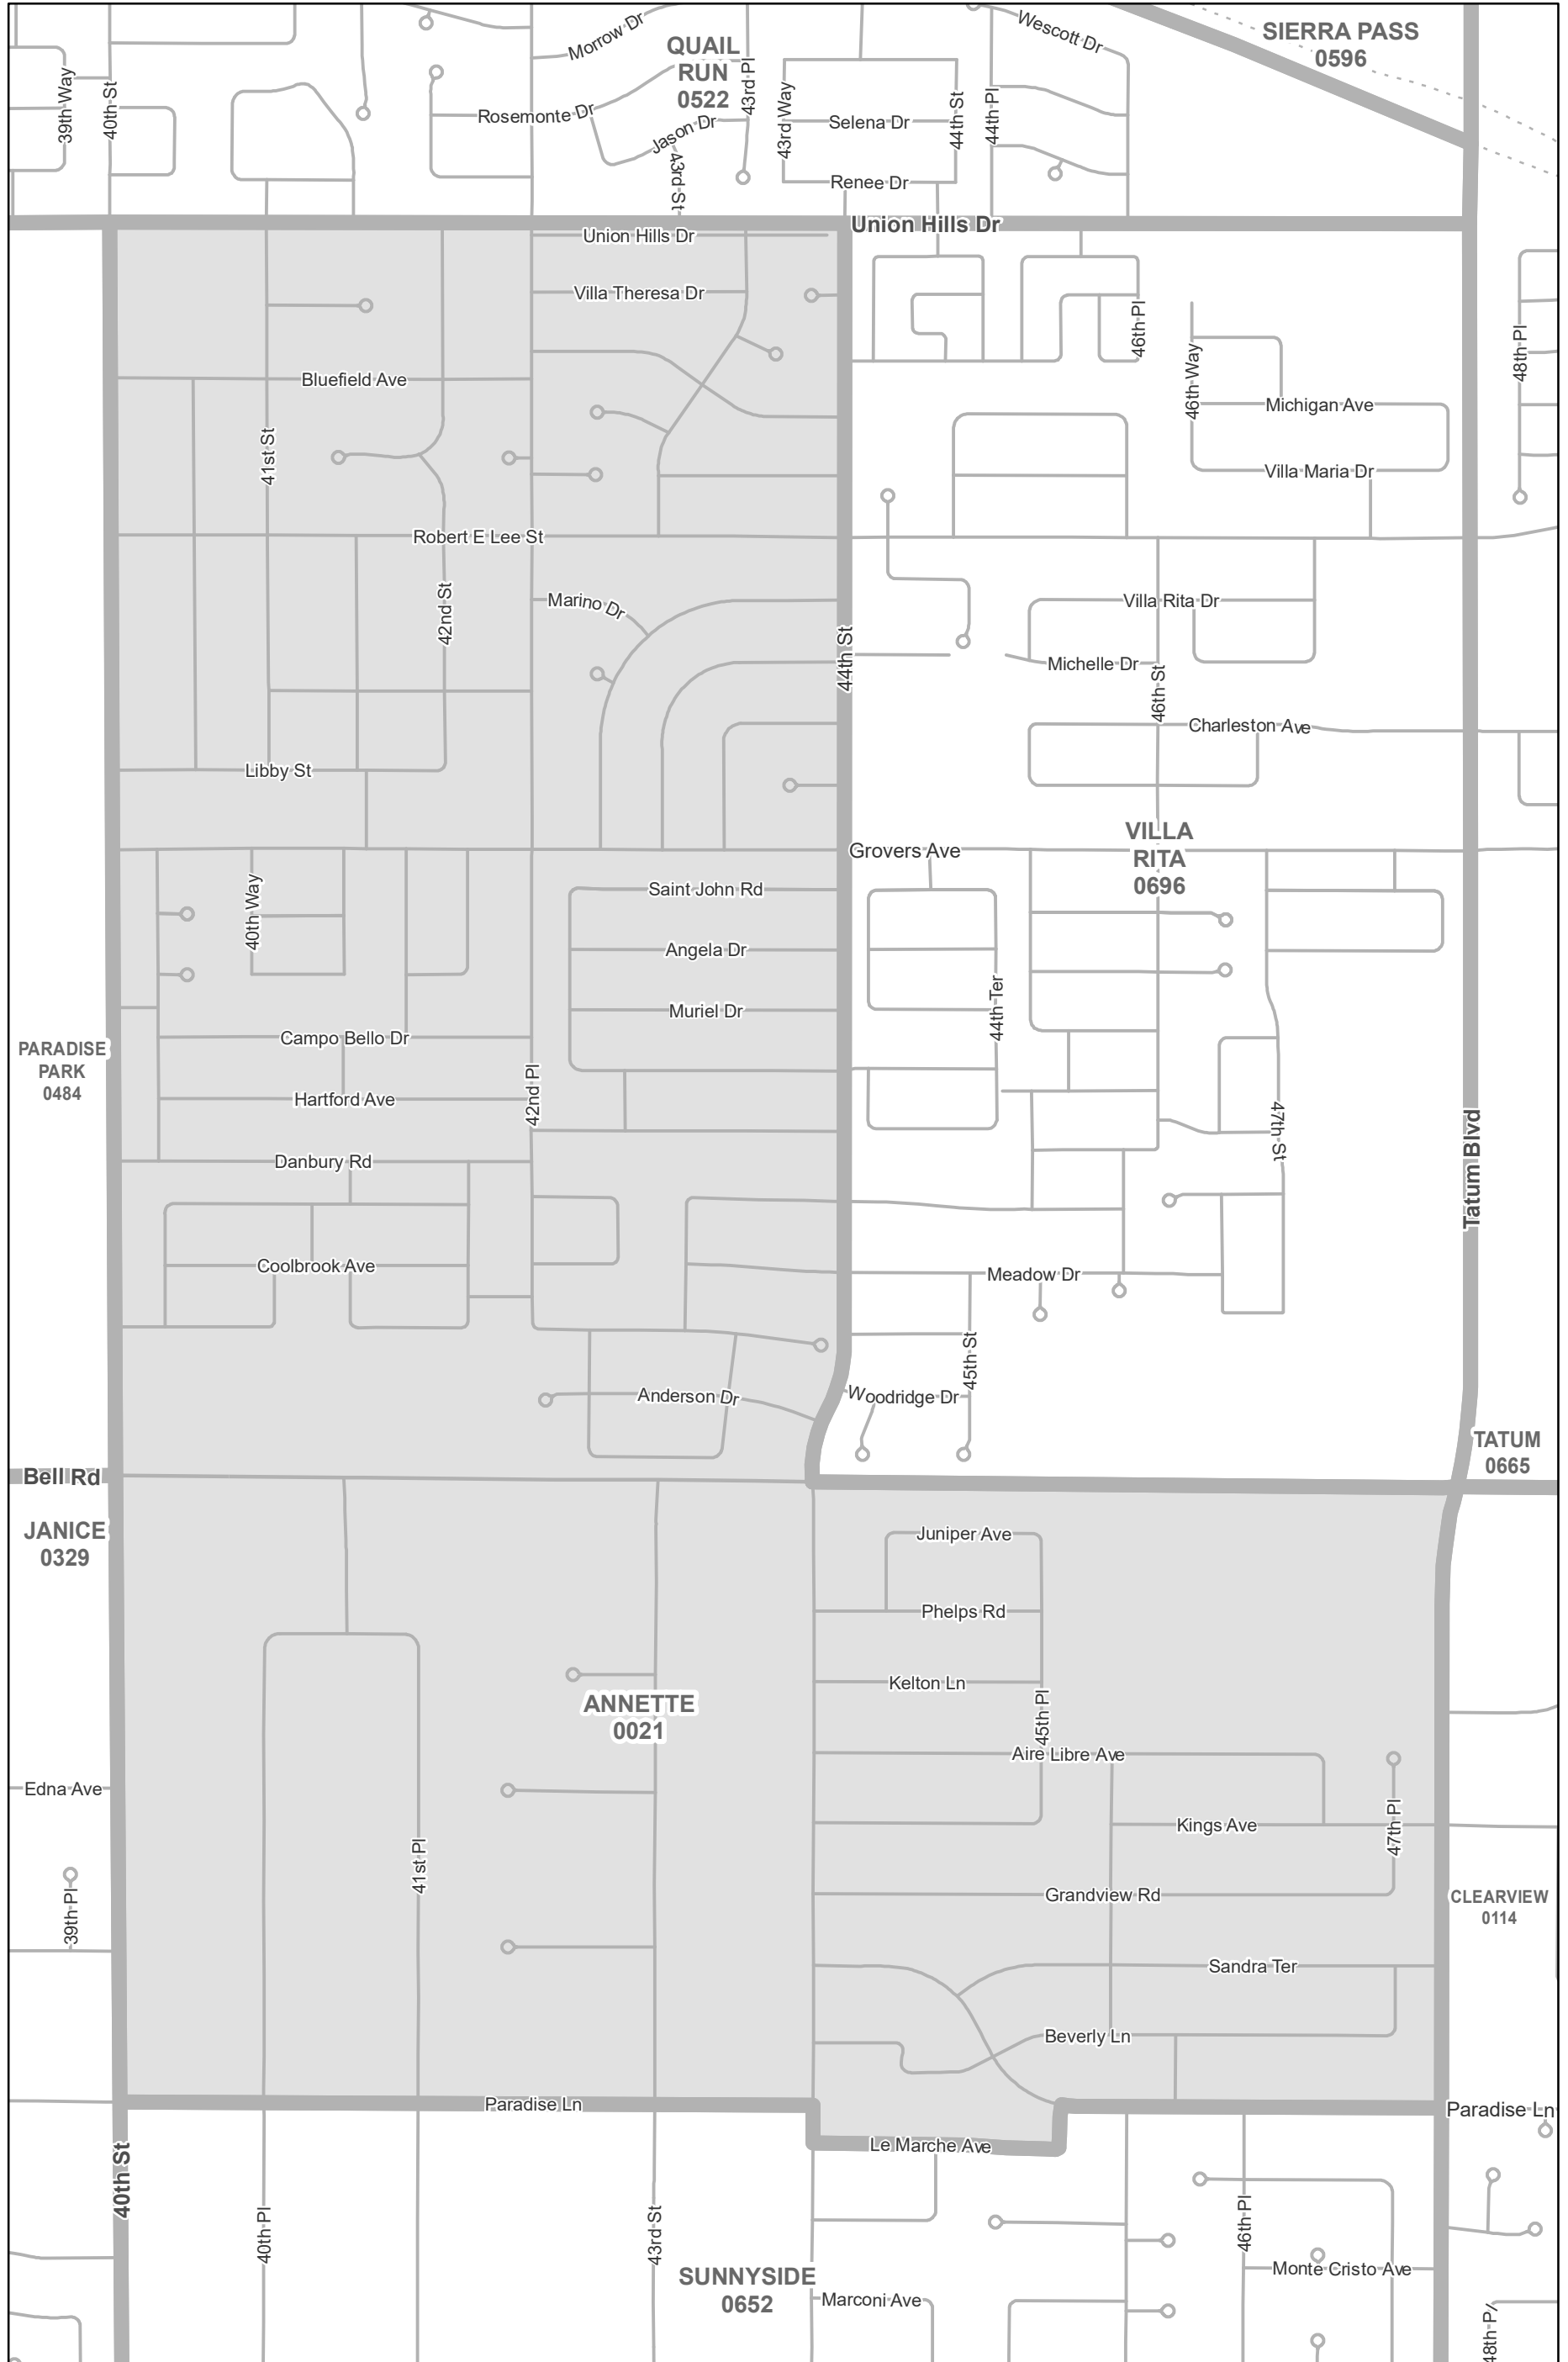 SIERRA PASS
0596
Morrow Dr
Wescott Dr
QUAIL
RUN
0522
39th Way
40th St
43rd Pl
43rd Way
44th St
44th Pl
Rosemonte Dr
Jason Dr
Selena Dr
43rd St
Renee Dr
Union Hills Dr
Union Hills Dr
Villa Theresa Dr
46th Pl
46th Way
48th Pl
Bluefield Ave
Michigan Ave
41st St
Villa Maria Dr
Robert E Lee St
42nd St
Marino Dr
Villa Rita Dr
44th St
Michelle Dr
46th St
Charleston Ave
Libby St
VILLA
RITA
0696
Grovers Ave
Saint John Rd
40th Way
Angela Dr
44th Ter
Muriel Dr
Campo Bello Dr
PARADISE
PARK
0484
42nd Pl
Hartford Ave
47th St
Tatum Blvd
Danbury Rd
Coolbrook Ave
Meadow Dr
45th St
Anderson Dr
Woodridge Dr
TATUM
0665
Bell Rd
JANICE
0329
Juniper Ave
Phelps Rd
Kelton Ln
ANNETTE
0021
45th Pl
Aire Libre Ave
Edna Ave
Kings Ave
47th Pl
41st Pl
39th Pl
Grandview Rd
CLEARVIEW
0114
Sandra Ter
Beverly Ln
Paradise Ln
Paradise Ln
Le Marche Ave
40th St
40th Pl
43rd St
46th Pl
SUNNYSIDE
0652
Monte Cristo Ave
Marconi Ave
48th Pl